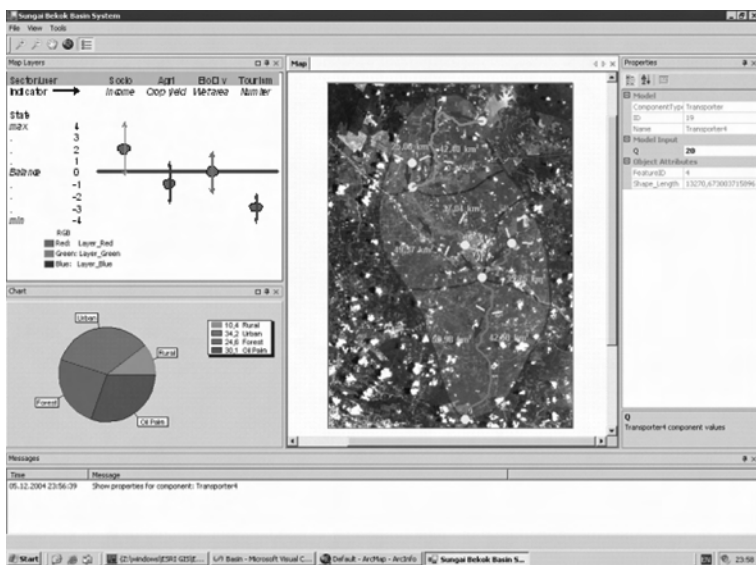 Sungai Bekok Basin System
File View Tools
Map Layers
Sector/user Socio Agri Tourism
Indicator Income Crop yield Wet area Number
State
max 4
3
2
1
Balance 0
-1
-2
-3
min -4
RGB
Red: Layer_Red
Green: Layer_Green
Blue: Layer_Blue
Chart
Urban
Rural
Forest
Oil Palm
10,4 Rural
34,2 Urban
24,6 Forest
30,1 Oil Palm
Map
Properties
Model
ComponentType Transporter
ID 19
Name Transporter4
Model Input
Q 20
Object Attributes
FeatureID 4
Shape_Length
Q
Transporter4 component values
Messages
Time Message
05.12.2004 23:56:39 Show properties for component: Transporter4
Start
Basin - Microsoft Visual C...
Default - ArcMap - ArcInfo
Sungai Bekok Basin S...
23:58